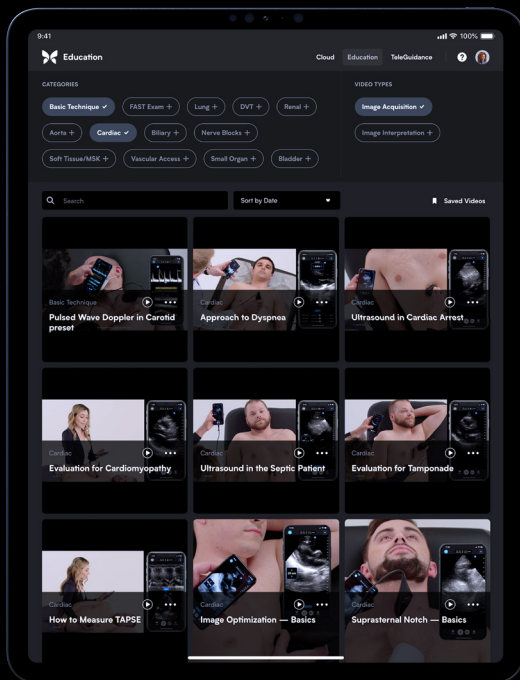 9:41
100%
Education
Cloud
Education
TeleGuidance
?
CATEGORIES
VIDEO TYPES
Basic Technique ✓
FAST Exam +
Lung +
DVT +
Renal +
Image Acquisition ✓
Aorta +
Cardiac ✓
Biliary +
Nerve Blocks +
Image Interpretation +
Soft Tissue/MSK +
Vascular Access +
Small Organ +
Bladder +
Search
Sort by Date
Saved Videos
Basic Technique
Pulsed Wave Doppler in Carotid
preset
Cardiac
Approach to Dyspnea
Cardiac
Ultrasound in Cardiac Arrest
Cardiac
Evaluation for Cardiomyopathy
Cardiac
Ultrasound in the Septic Patient
Cardiac
Evaluation for Tamponade
Cardiac
How to Measure TAPSE
Cardiac
Image Optimization — Basics
Cardiac
Suprasternal Notch — Basics